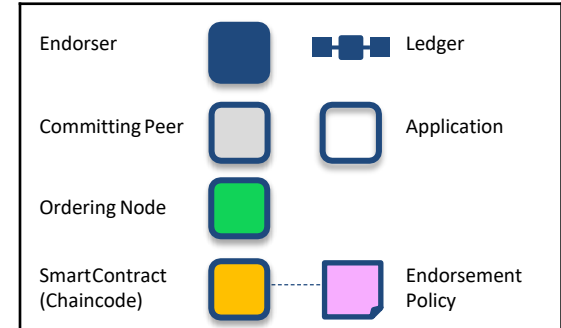 Endorser
Ledger
Committing Peer
Application
Ordering Node
SmartContract
(Chaincode)
Endorsement
Policy